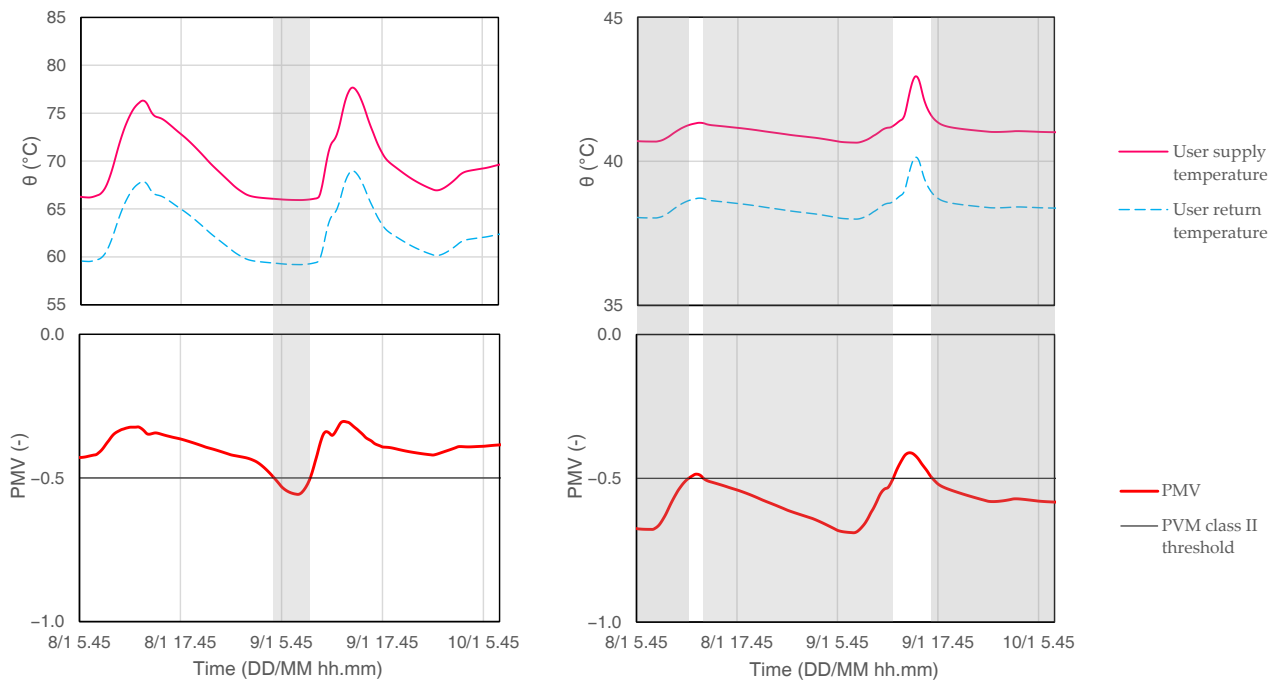 85
80
75
70
65
60
55
θ (°C)
45
40
35
θ (°C)
User supply
temperature
User return
temperature
0.0
−0.5
−1.0
PMV (-)
8/1 5.45 8/1 17.45 9/1 5.45 9/1 17.45 10/1 5.45
Time (DD/MM hh.mm)
0.0
−0.5
−1.0
PMV (-)
8/1 5.45 8/1 17.45 9/1 5.45 9/1 17.45 10/1 5.45
Time (DD/MM hh.mm)
PMV
PVM class II
threshold